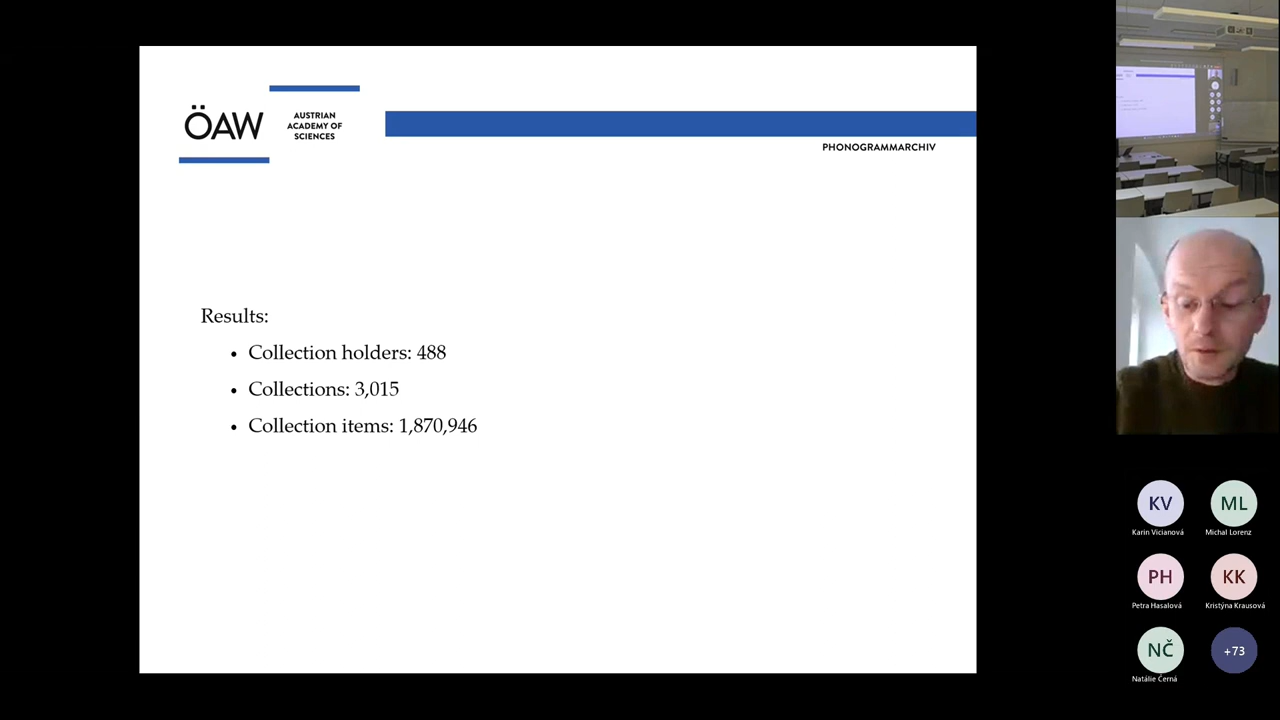 ÖAW
AUSTRIAN
ACADEMY OF
SCIENCES
PHONOGRAMMARCHIV
Results:
• Collection holders: 488
• Collections: 3,015
• Collection items: 1,870,946
KV
Karin Vicianová
ML
Michal Lorenz
PH
Petra Hasalová
KK
Kristýna Krausová
NČ
Natálie Černá
+73